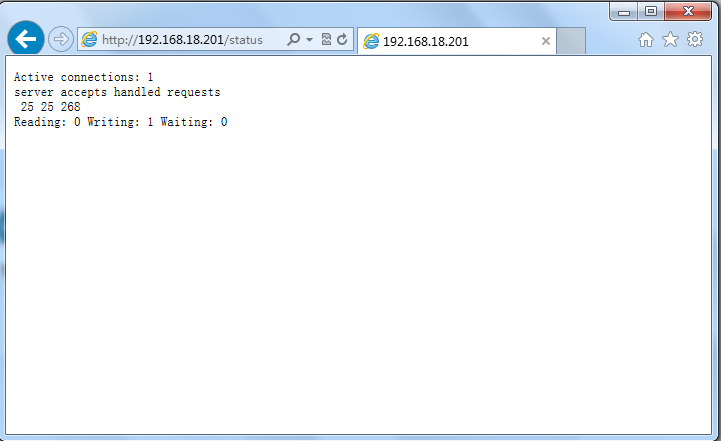 http://192.168.18.201/status
192.168.18.201
Active connections: 1
server accepts handled requests
25 25 268
Reading: 0 Writing: 1 Waiting: 0